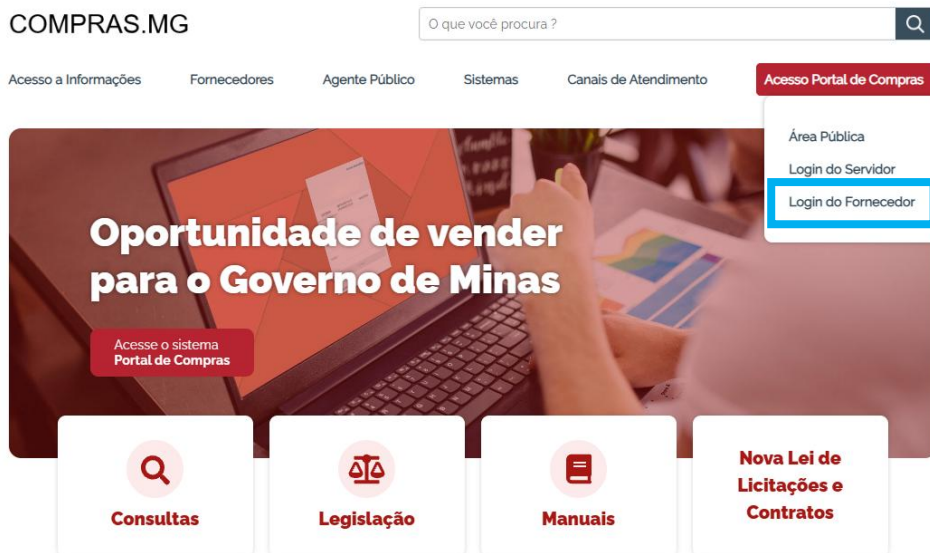 COMPRAS.MG
O que você procura ?
Acesso a Informações
Fornecedores
Agente Público
Sistemas
Canais de Atendimento
Acesso Portal de Compras
Área Pública
Login do Servidor
Login do Fornecedor
Oportunidade de vender
para o Governo de Minas
Acesse o sistema
Portal de Compras
Consultas
Legislação
Manuais
Nova Lei de
Licitações e
Contratos